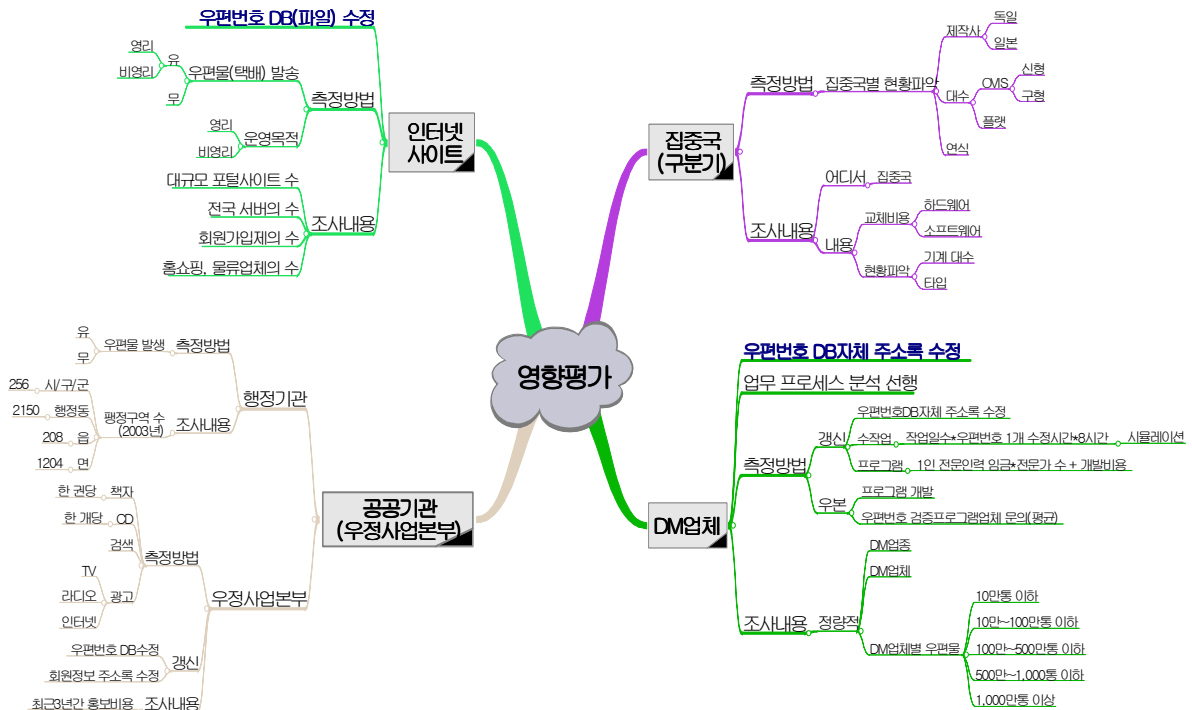 영향평가
인터넷
사이트
우편번호 DB(파일) 수정
측정방법
우편물(택배) 발송
유
영리
비영리
무
운영목적
영리
비영리
조사내용
대규모 포털사이트 수
전국 서버의 수
회원가입제의 수
홈쇼핑, 물류업체의 수
집중국
(구분기)
측정방법
집중국별 현황파악
제작사
독일
일본
대수
OMS
신형
구형
플랫
연식
조사내용
어디서
집중국
내용
교체비용
하드웨어
소프트웨어
현황파악
기계 대수
타입
공공기관
(우정사업본부)
행정기관
측정방법
우편물 발생
유
무
조사내용
팽정구역 수
(2003년)
시/구/군
256
행정동
2150
읍
208
면
1204
우정사업본부
측정방법
책자
한 권당
CD
한 개당
검색
광고
TV
라디오
인터넷
갱신
우편번호 DB수정
회원정보 주소록 수정
조사내용
최근3년간 홍보비용
DM업체
우편번호 DB자체 주소록 수정
업무 프로세스 분석 선행
측정방법
갱신
우편번호DB자체 주소록 수정
수작업
작업일수*우편번호 1개 수정시간*8시간
시뮬레이션
프로그램
1인 전문인력 임금*전문가 수 + 개발비용
우본
프로그램 개발
우편번호 검증프로그램업체 문의(평균)
조사내용
정량적
DM업종
DM업체
DM업체별 우편물
10만통 이하
10만~100만통 이하
100만~500만통 이하
500만~1,000통 이하
1,000만통 이상